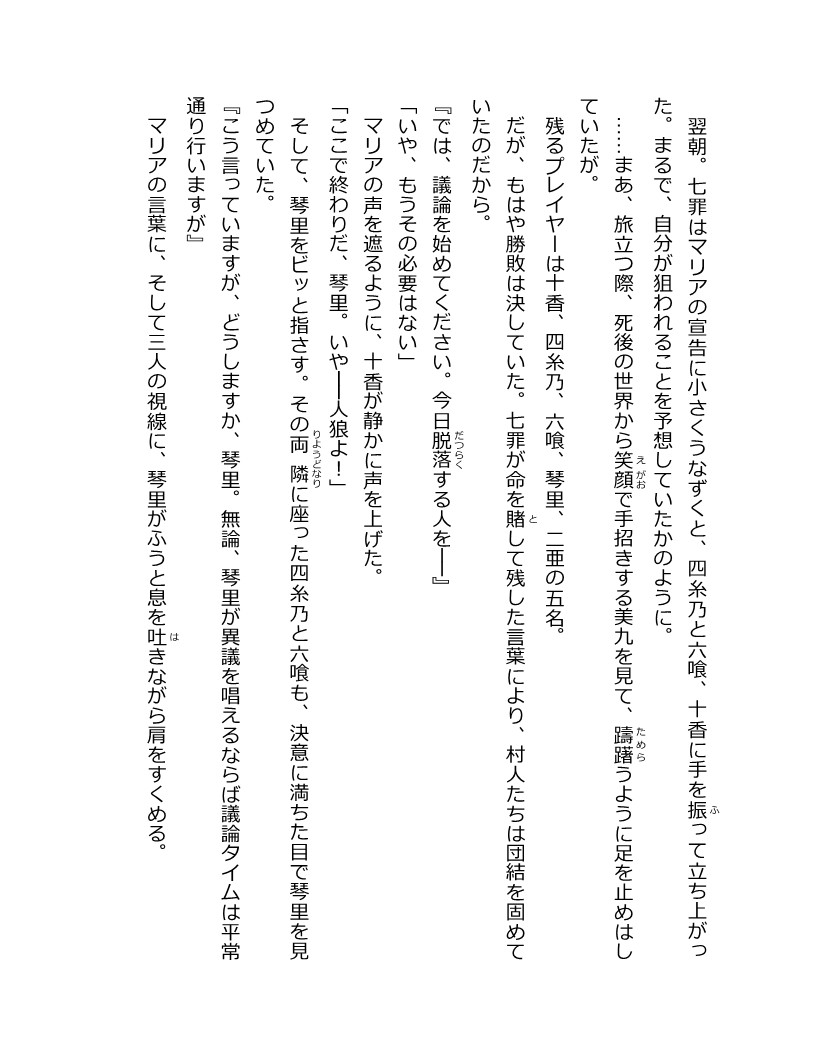 翌朝。七罪はマリアの宣告に小さくうなずくと、四糸乃と六喰、十香に手を振って立ち上がっ
た。まるで、自分が狙われることを予想していたかのように。
　……まあ、旅立つ際、死後の世界から笑顔で手招きする美九を見て、躊躇うように足を止めはし
ていたが。
　残るプレイヤーは十香、四糸乃、六喰、琴里、二亜の五名。
　だが、もはや勝敗は決していた。七罪が命を賭して残した言葉により、村人たちは団結を固めて
いたのだから。
『では、議論を始めてください。今日脱落する人を――』
「いや、もうその必要はない」
　マリアの声を遮るように、十香が静かに声を上げた。
「ここで終わりだ、琴里。いや――人狼よ！」
　そして、琴里をビッと指さす。その両隣に座った四糸乃と六喰も、決意に満ちた目で琴里を見
つめていた。
『こう言っていますが、どうしますか、琴里。無論、琴里が異議を唱えるならば議論タイムは平常
通り行いますが』
　マリアの言葉に、そして三人の視線に、琴里がふうと息を吐きながら肩をすくめる。